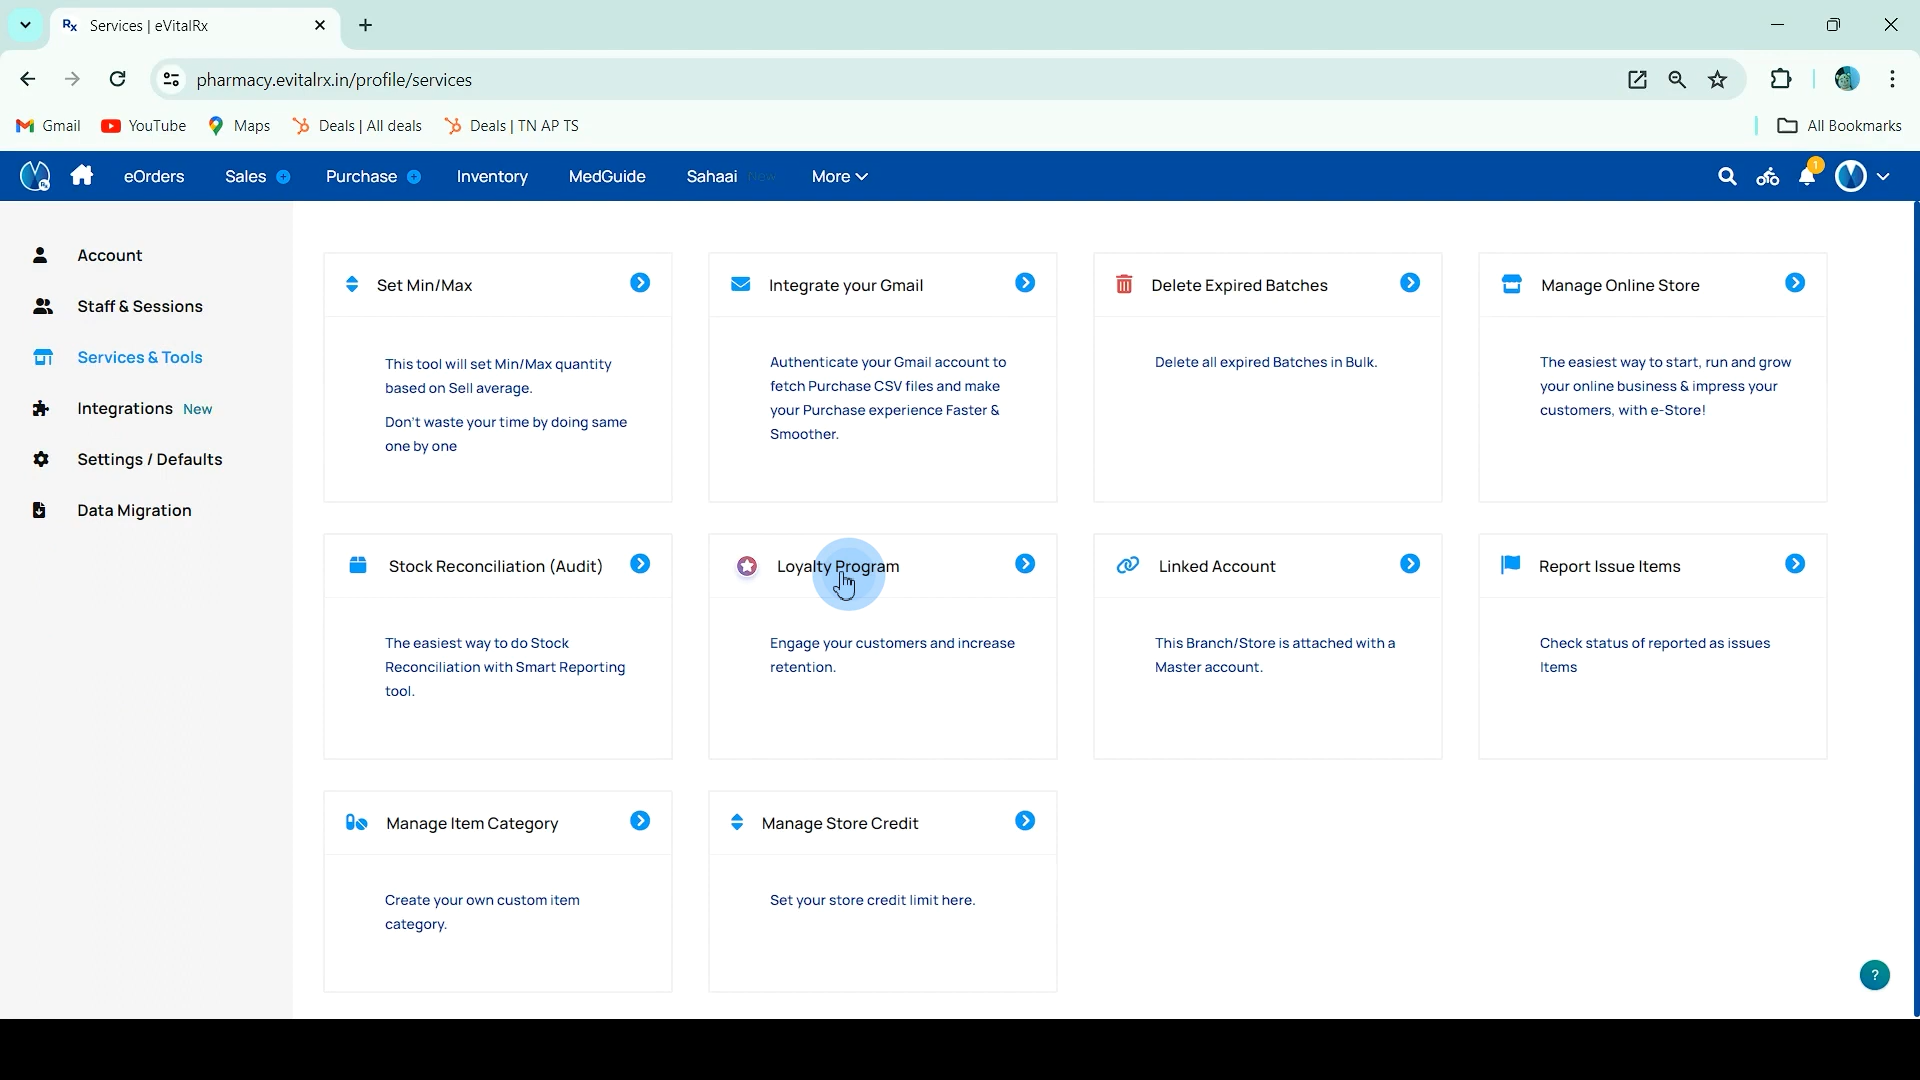 Services | eVitalRx
pharmacy.evitalrx.in/profile/services
Gmail YouTube Maps Deals | All deals Deals | TN AP TS All Bookmarks
eOrders Sales Purchase Inventory MedGuide Sahaai New More 1
Account
Staff & Sessions
Services & Tools
Integrations New
Settings / Defaults
Data Migration
Set Min/Max
This tool will set Min/Max quantity
based on Sell average.
Don't waste your time by doing same
one by one
Integrate your Gmail
Authenticate your Gmail account to
fetch Purchase CSV files and make
your Purchase experience Faster &
Smoother.
Delete Expired Batches
Delete all expired Batches in Bulk.
Manage Online Store
The easiest way to start, run and grow
your online business & impress your
customers, with e-Store!
Stock Reconciliation (Audit)
The easiest way to do Stock
Reconciliation with Smart Reporting
tool.
Loyalty Program
Engage your customers and increase
retention.
Linked Account
This Branch/Store is attached with a
Master account.
Report Issue Items
Check status of reported as issues
Items
Manage Item Category
Create your own custom item
category.
Manage Store Credit
Set your store credit limit here.
?